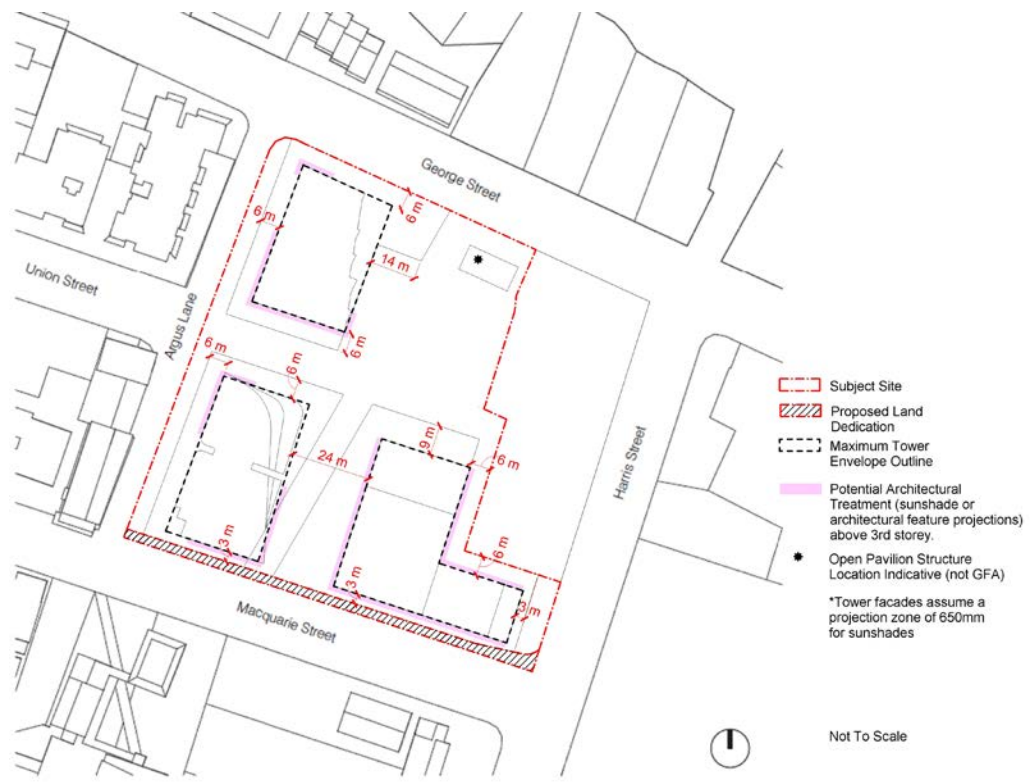 George Street
6 m
6 m
14 m
Union Street
Argus Lane
6 m
6 m
6 m
9 m
6 m
24 m
Harris Street
6 m
3 m
3 m
3 m
Macquarie Street
Subject Site
Proposed Land
Dedication
Maximum Tower
Envelope Outline
Potential Architectural
Treatment (sunshade or
architectural feature projections)
above 3rd storey.
Open Pavilion Structure
Location Indicative (not GFA)
*Tower facades assume a
projection zone of 650mm
for sunshades
Not To Scale